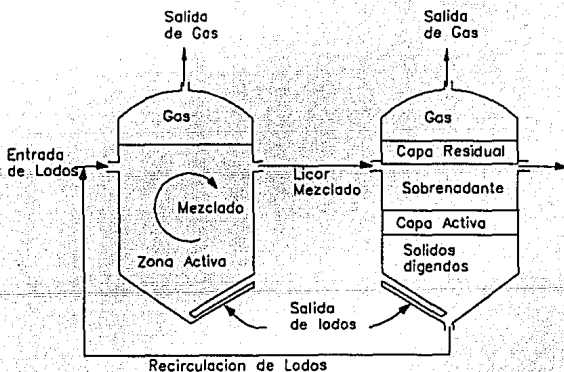 Salida
de Gas
Salida
de Gas
Gas
Gas
Entrada
de Lodos
Capa Residual
Licor
Mezclado
Sobrenadante
Mezclado
Capa Activa
Zona Activa
Solidos
digendos
Salida
de lodos
Recirculacion de Lodos